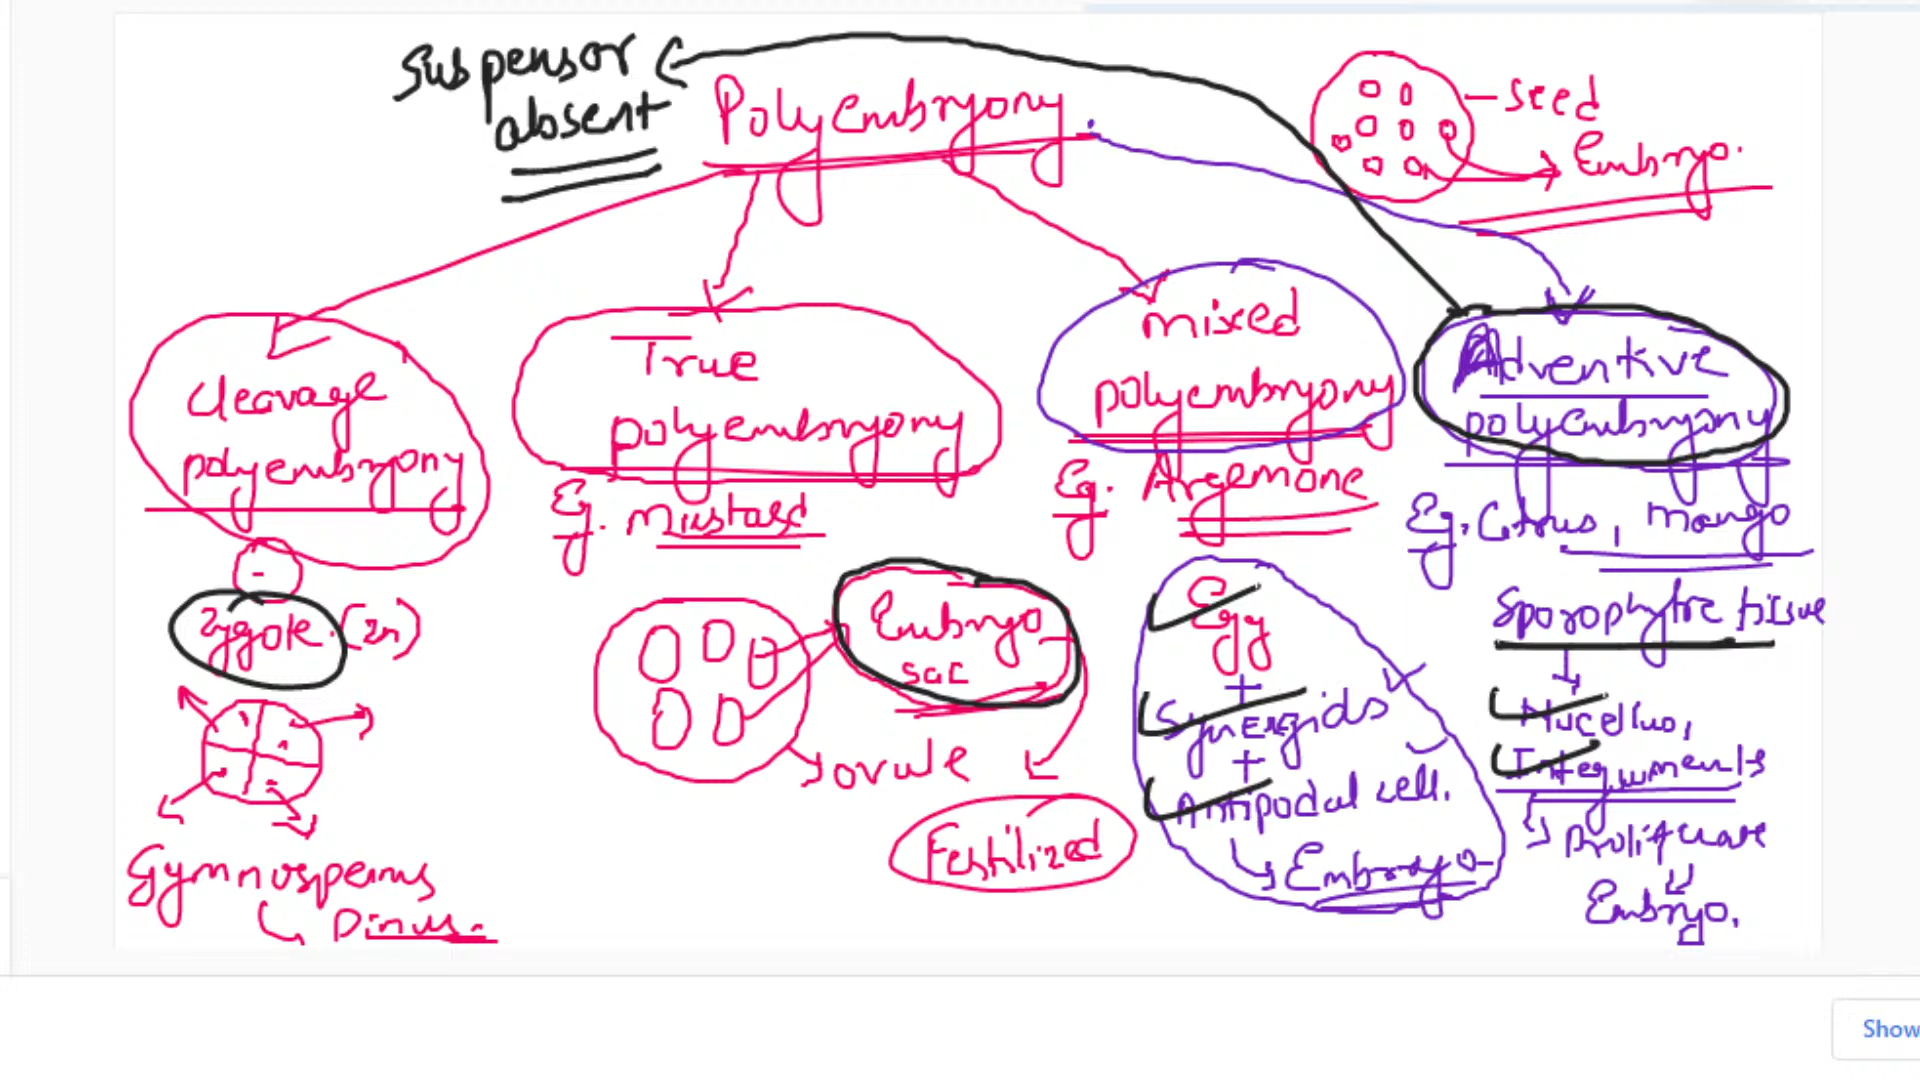 Suspensor
absent
Polyembryony
seed
Embryo.
cleavage
polyembryony
True
polyembryony
mixed
polyembryony
Adventive
polyembryony
Eg. Mustard
Eg. Argemone
Eg. Citrus, Mango
Zygote (2n)
Gymnosperms
Pinus.
Embryo
sac
ovule
Fertilized
Egg
+
Synergids
+
Antipodal cell.
Embryo
Sporophytic tissue
Nucellus,
Integuments
Proliferate
Embryo.
Show